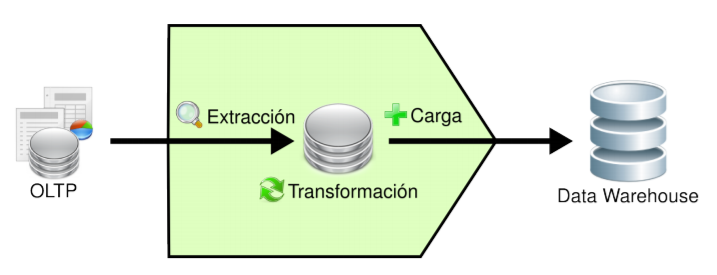 Extracción
Carga
OLTP
Transformación
Data Warehouse